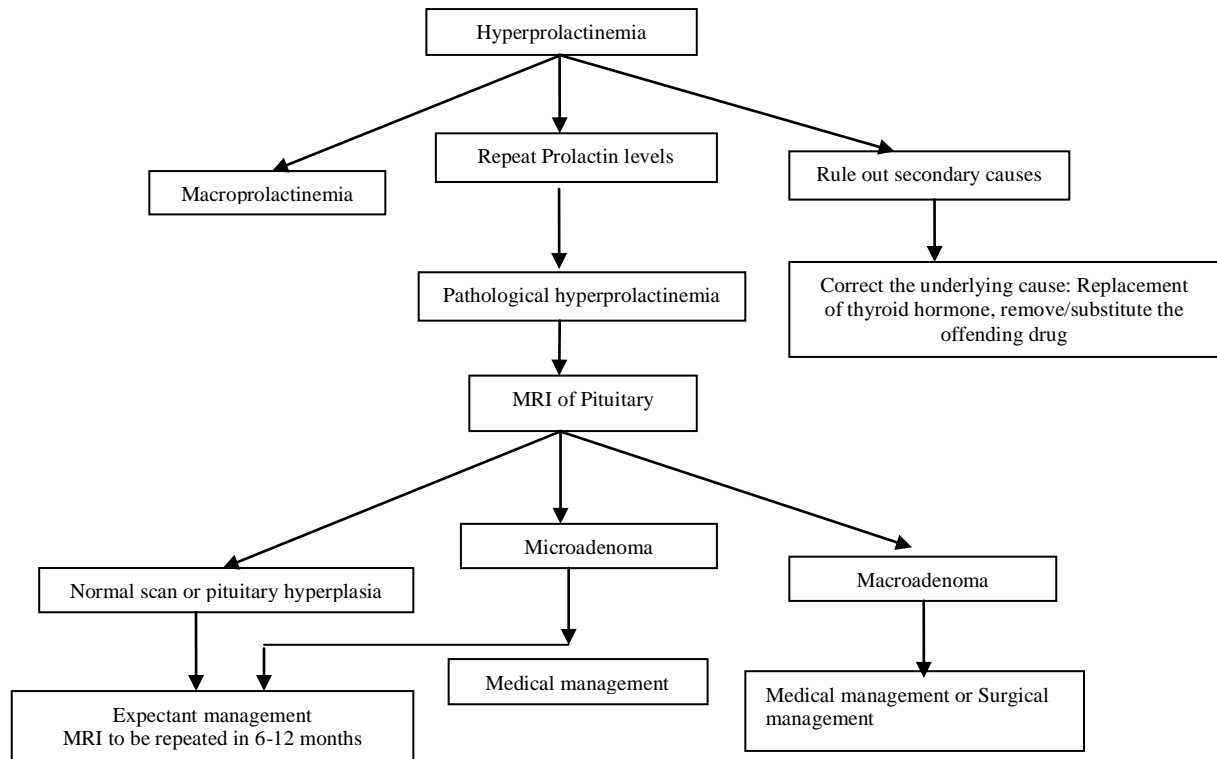 Hyperprolactinemia
Repeat Prolactin levels
Macroprolactinemia
Rule out secondary causes
Pathological hyperprolactinemia
Correct the underlying cause: Replacement
of thyroid hormone, remove/substitute the
offending drug
MRI of Pituitary
Microadenoma
Normal scan or pituitary hyperplasia
Macroadenoma
Medical management
Expectant management
MRI to be repeated in 6-12 months
Medical management or Surgical
management